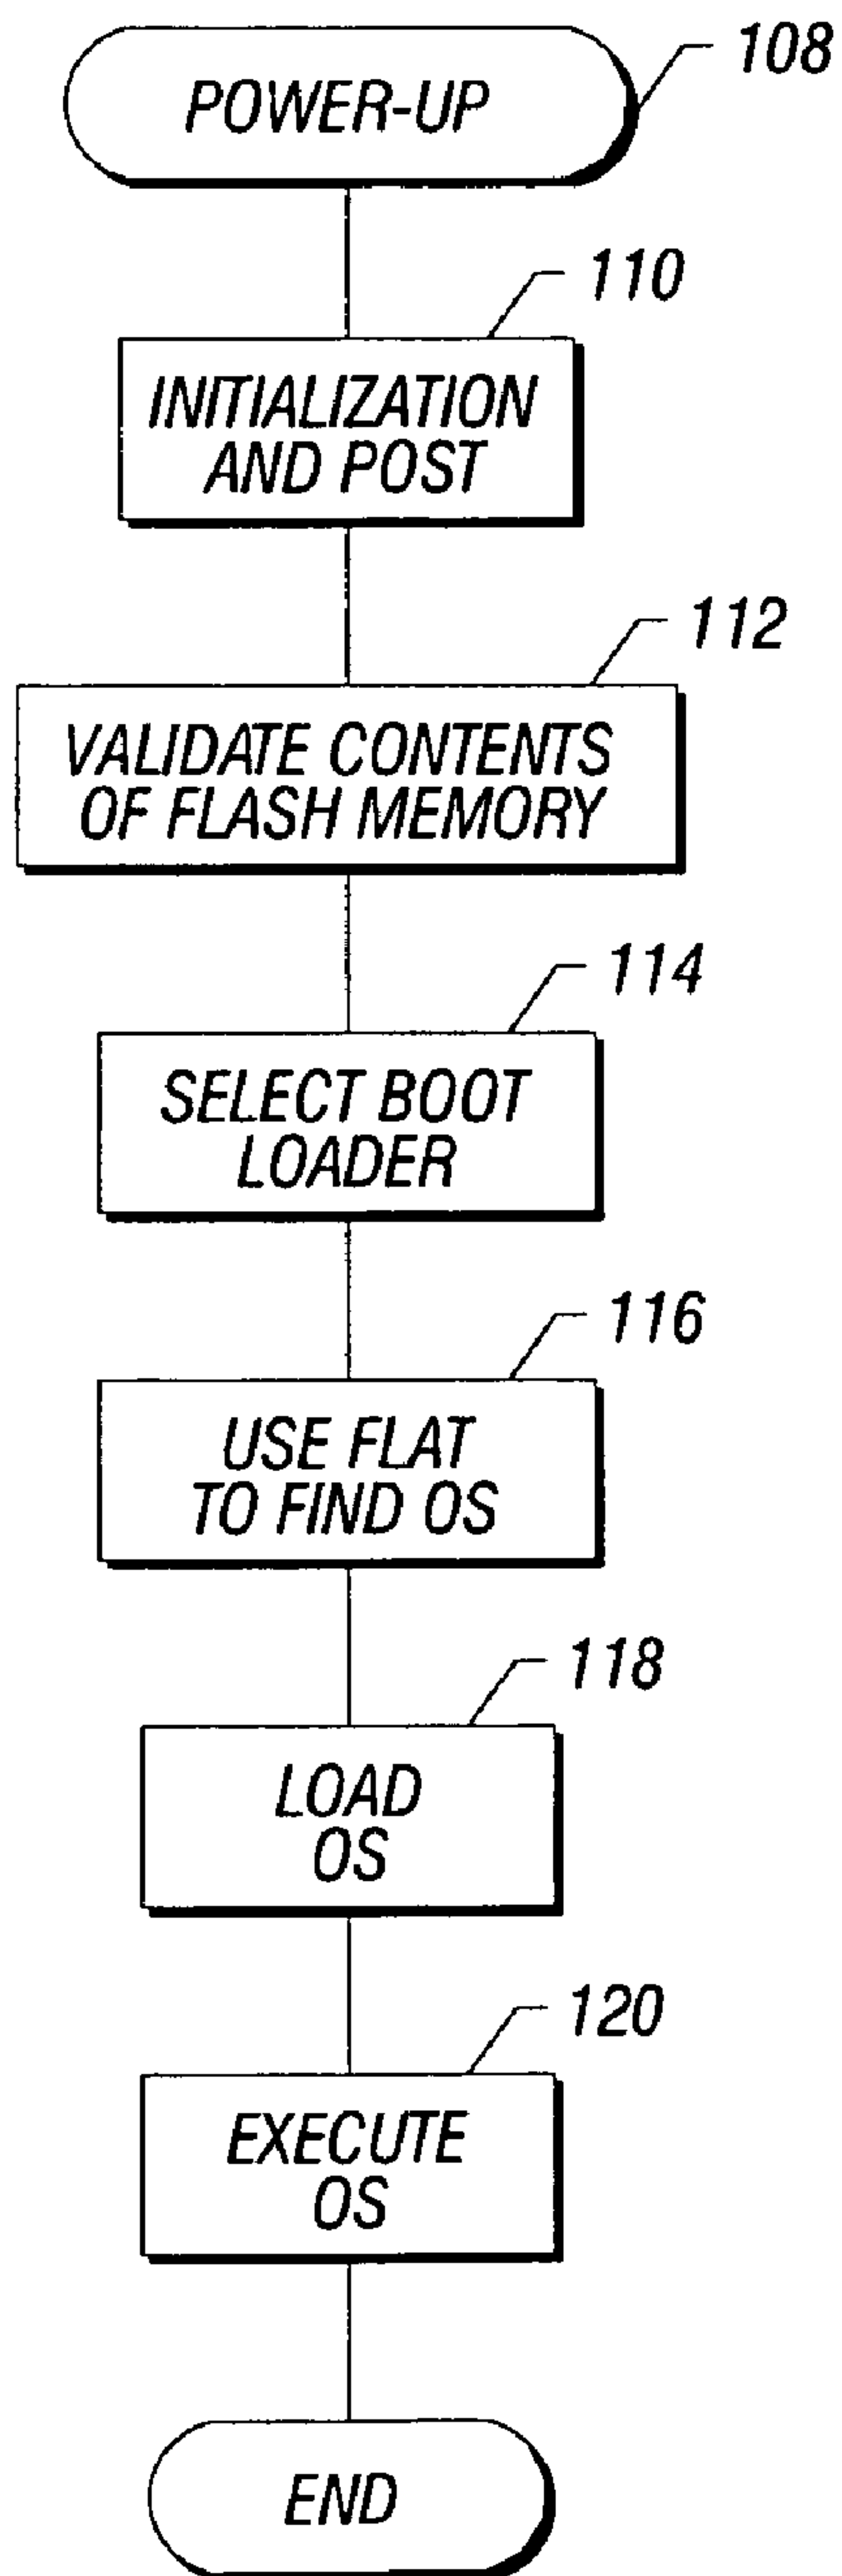 108
POWER-UP
110
INITIALIZATION
AND POST
112
VALIDATE CONTENTS
OF FLASH MEMORY
114
SELECT BOOT
LOADER
116
USE FLAT
TO FIND OS
118
LOAD
OS
120
EXECUTE
OS
END